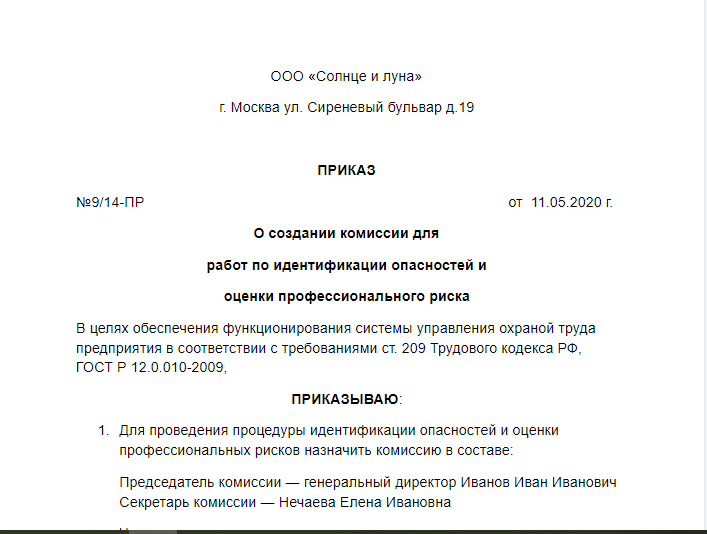 ООО «Солнце и луна»
г. Москва ул. Сиреневый бульвар д.19
ПРИКАЗ
№9/14-ПР от 11.05.2020 г.
О создании комиссии для
работ по идентификации опасностей и
оценки профессионального риска
В целях обеспечения функционирования системы управления охраной труда
предприятия в соответствии с требованиями ст. 209 Трудового кодекса РФ,
ГОСТ Р 12.0.010-2009,
ПРИКАЗЫВАЮ:
1. Для проведения процедуры идентификации опасностей и оценки
профессиональных рисков назначить комиссию в составе:
Председатель комиссии — генеральный директор Иванов Иван Иванович
Секретарь комиссии — Нечаева Елена Ивановна